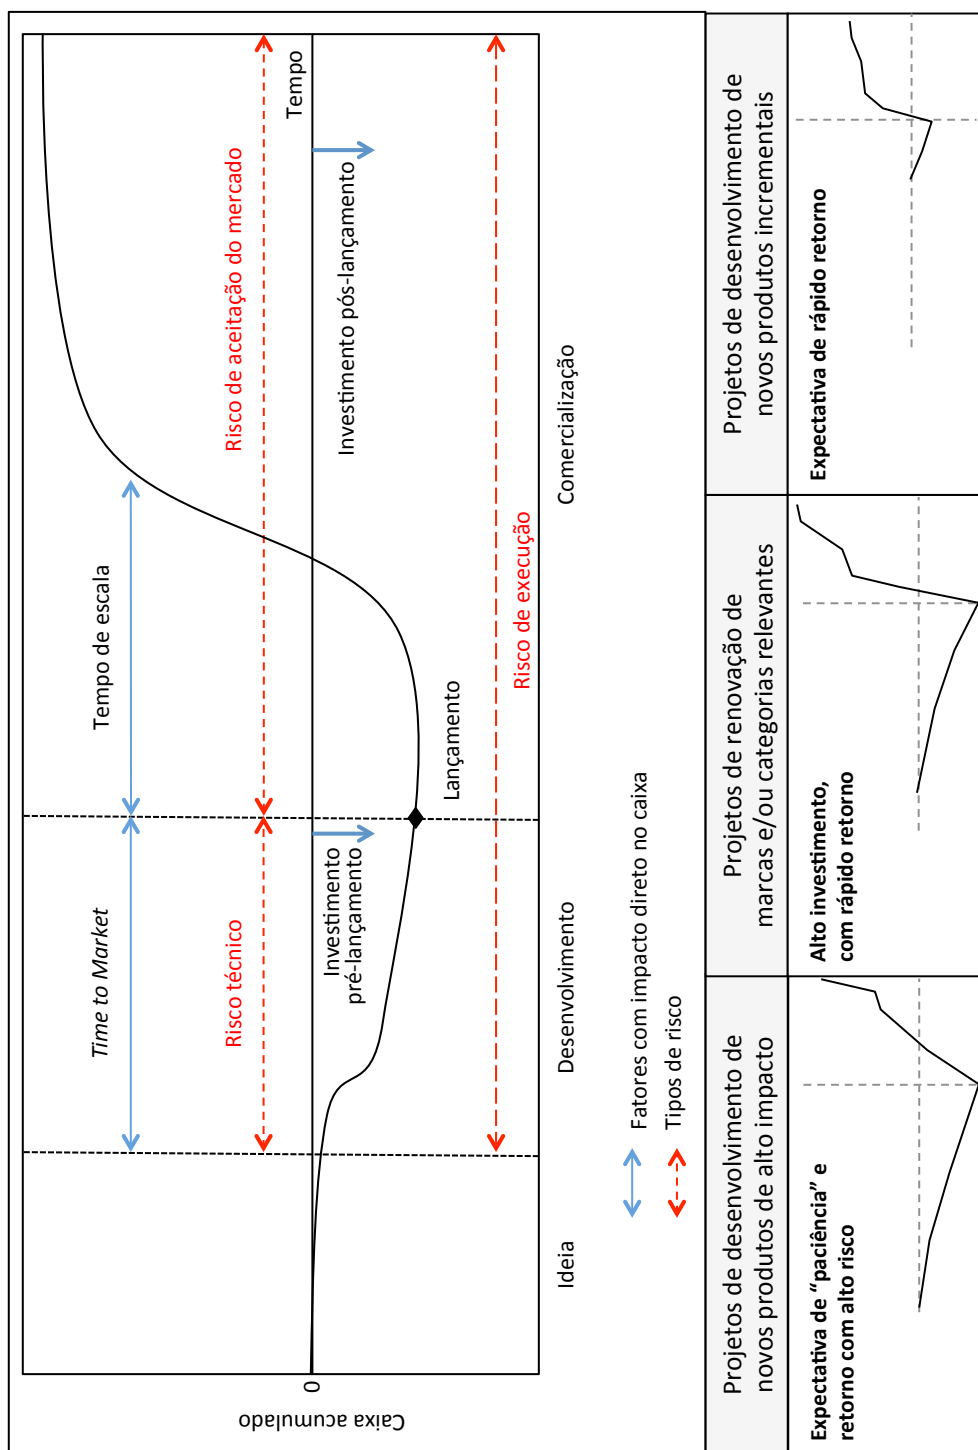 Caixa acumulado
0
Time to Market
Tempo de escala
Risco técnico
Risco de aceitação do mercado
Tempo
Investimento
pré-lançamento
Investimento pós-lançamento
Lançamento
Risco de execução
Ideia
Desenvolvimento
Comercialização
Fatores com impacto direto no caixa
Tipos de risco
Projetos de desenvolvimento de
novos produtos de alto impacto
Projetos de renovação de
marcas e/ou categorias relevantes
Projetos de desenvolvimento de
novos produtos incrementais
Expectativa de “paciência” e
retorno com alto risco
Alto investimento,
com rápido retorno
Expectativa de rápido retorno